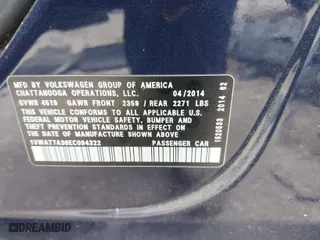 MFD BY VOLKSWAGEN GROUP OF AMERICA
CHATTANOOGA OPERATIONS, LLC. 04/2014
GVWR 4519 GAWR FRONT 2359 / REAR 2271 LBS
THIS VEHICLE CONFORMS TO ALL APPLICABLE
FEDERAL MOTOR VEHICLE SAFETY,
BUMPER, AND THEFT PREVENTION
STANDARDS IN EFFECT ON THE DATE OF
MANUFACTURE SHOWN ABOVE.
1VWAT7A36EC094322 PASSENGER CAR
1620523 2014 62